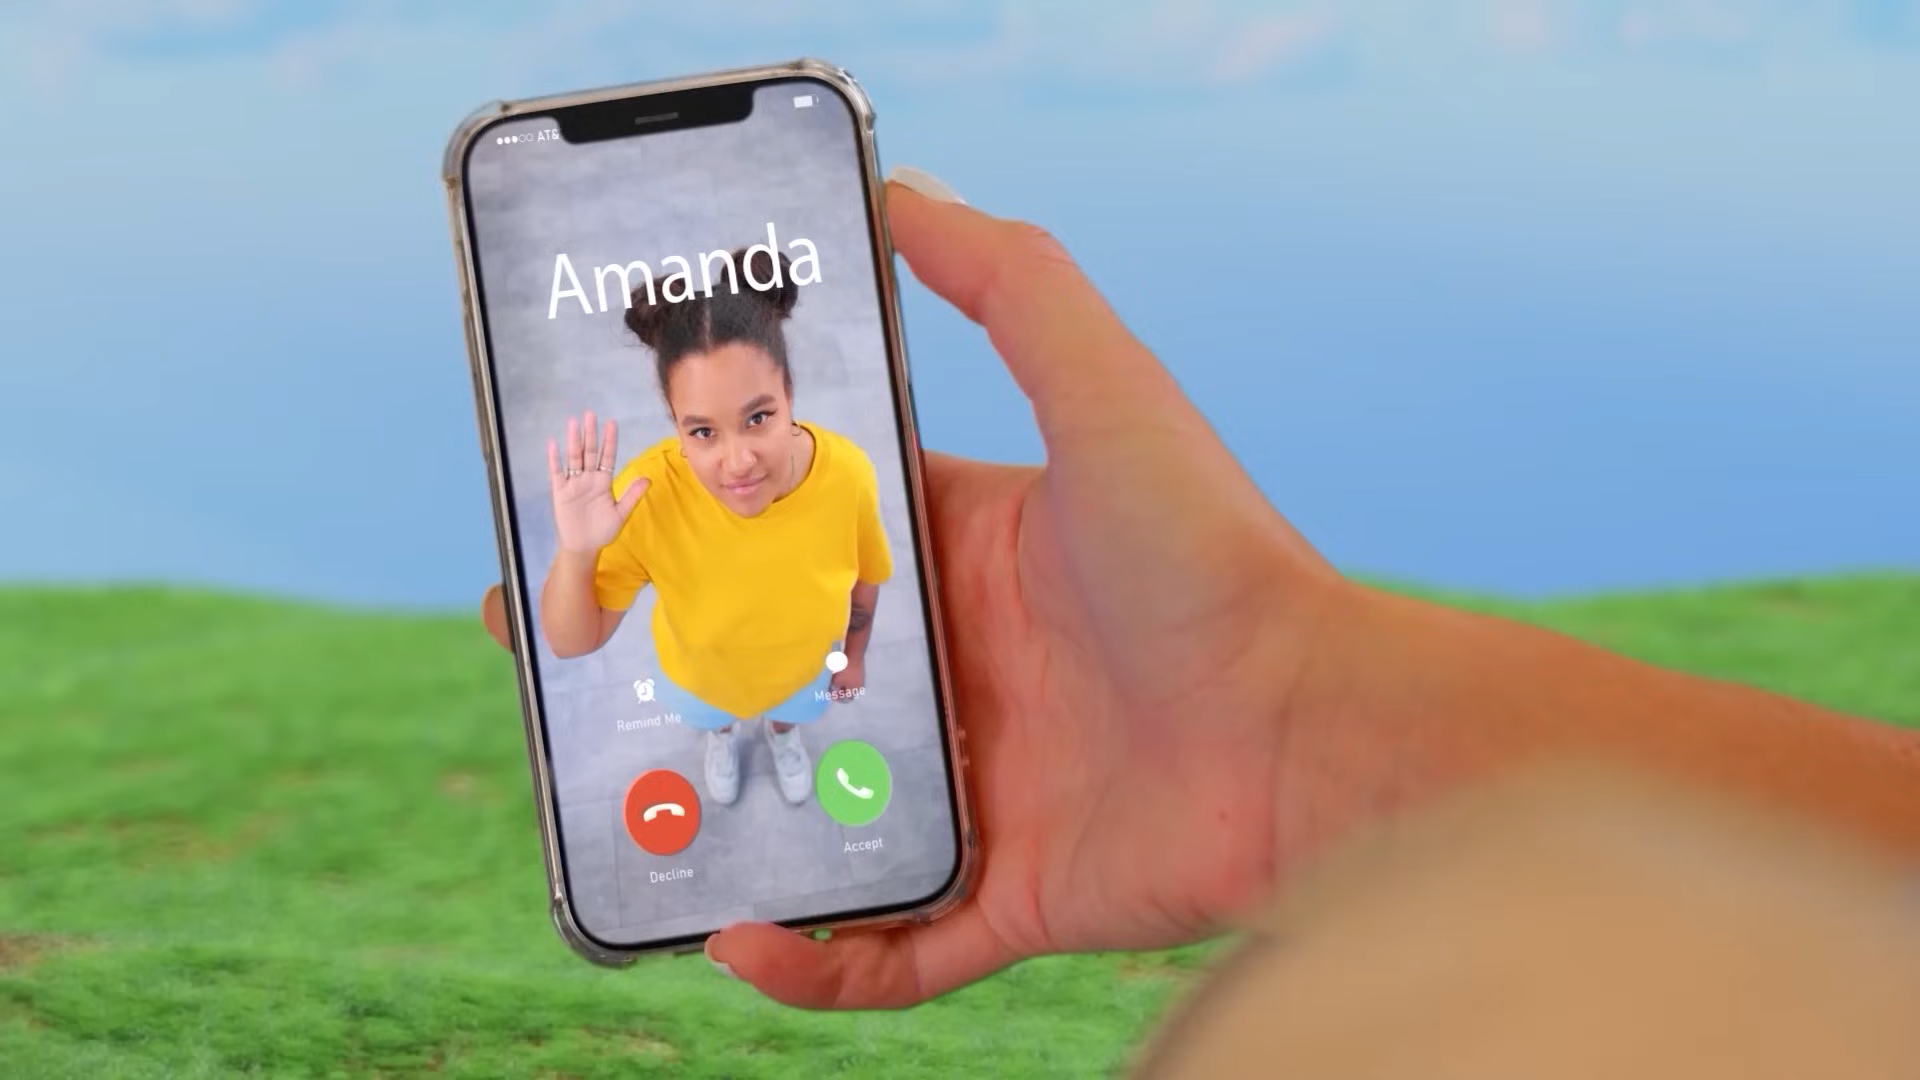 AT&
Amanda
Remind Me
Message
Decline
Accept